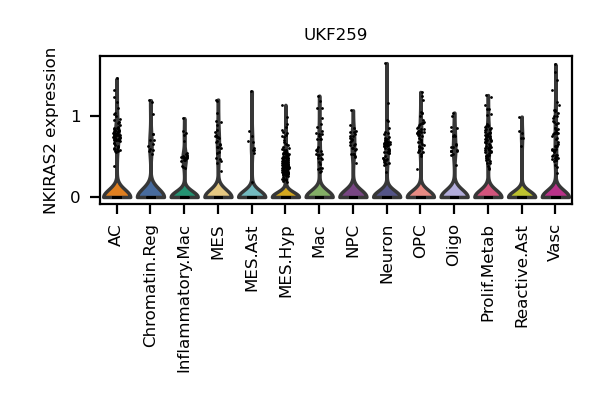 UKF259
NKIRAS2 expression
1
0
AC
Chromatin.Reg
Inflammatory.Mac
MES
MES.Ast
MES.Hyp
Mac
NPC
Neuron
OPC
Oligo
Prolif.Metab
Reactive.Ast
Vasc